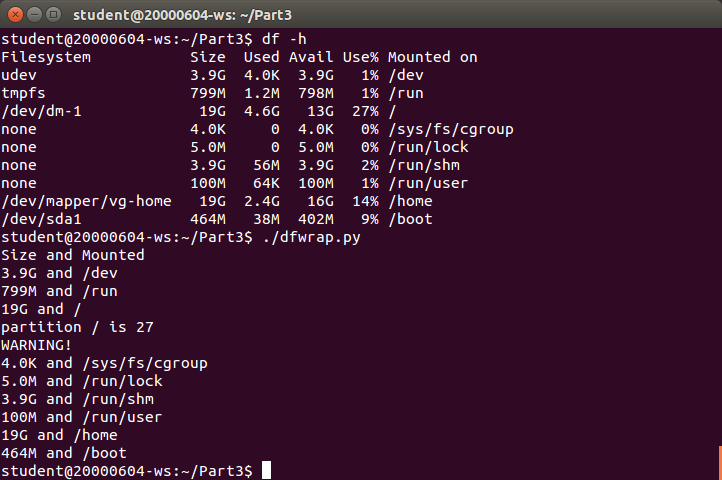 student@20000604-ws: ~/Part3
student@20000604-ws:~/Part3$ df -h
Filesystem Size Used Avail Use% Mounted on
udev 3.9G 4.0K 3.9G 1% /dev
tmpfs 799M 1.2M 798M 1% /run
/dev/dm-1 19G 4.6G 13G 27% /
none 4.0K 0 4.0K 0% /sys/fs/cgroup
none 5.0M 0 5.0M 0% /run/lock
none 3.9G 56M 3.9G 2% /run/shm
none 100M 64K 100M 1% /run/user
/dev/mapper/vg-home 19G 2.4G 16G 14% /home
/dev/sda1 464M 38M 402M 9% /boot
student@20000604-ws:~/Part3$ ./dfwrap.py
Size and Mounted
3.9G and /dev
799M and /run
19G and /
partition / is 27
WARNING!
4.0K and /sys/fs/cgroup
5.0M and /run/lock
3.9G and /run/shm
100M and /run/user
19G and /home
464M and /boot
student@20000604-ws:~/Part3$